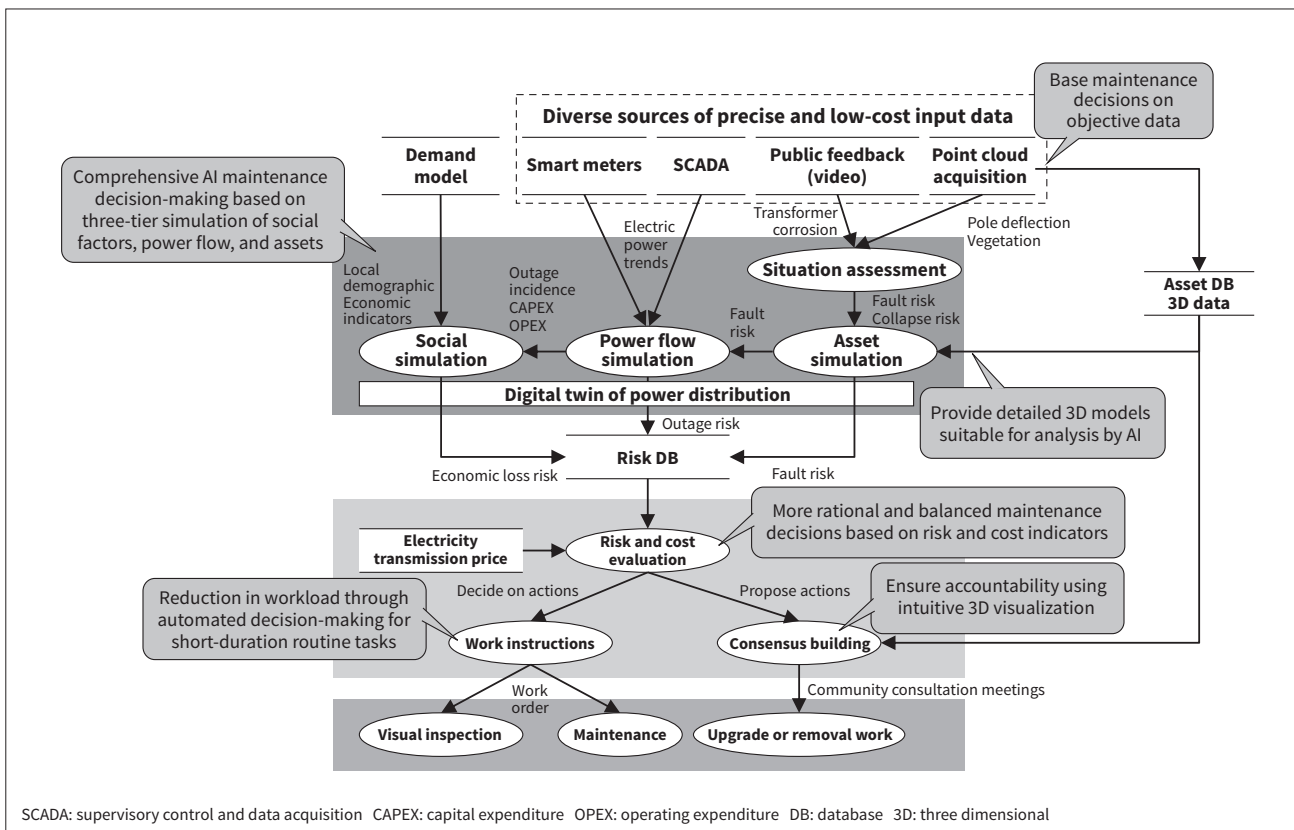 Base maintenance
decisions on
objective data
Diverse sources of precise and low-cost input data
Demand
model
Smart meters
SCADA
Public feedback
(video)
Point cloud
acquisition
Comprehensive AI maintenance
decision-making based on
three-tier simulation of social
factors, power flow, and assets
Electric
power
trends
Transformer
corrosion
Pole deflection
Vegetation
Situation assessment
Asset DB
3D data
Local
demographic
Economic
indicators
Outage
incidence
CAPEX
OPEX
Fault
risk
Fault risk
Collapse risk
Social
simulation
Power flow
simulation
Asset
simulation
Digital twin of power distribution
Provide detailed 3D models
suitable for analysis by AI
Outage risk
Risk DB
Economic loss risk
Fault risk
More rational and balanced maintenance
decisions based on risk and cost indicators
Electricity
transmission price
Risk and cost
evaluation
Reduction in workload through
automated decision-making for
short-duration routine tasks
Decide on actions
Propose actions
Ensure accountability using
intuitive 3D visualization
Work instructions
Consensus building
Work
order
Community consultation meetings
Visual inspection
Maintenance
Upgrade or removal work
SCADA: supervisory control and data acquisition CAPEX: capital expenditure OPEX: operating expenditure DB: database 3D: three dimensional